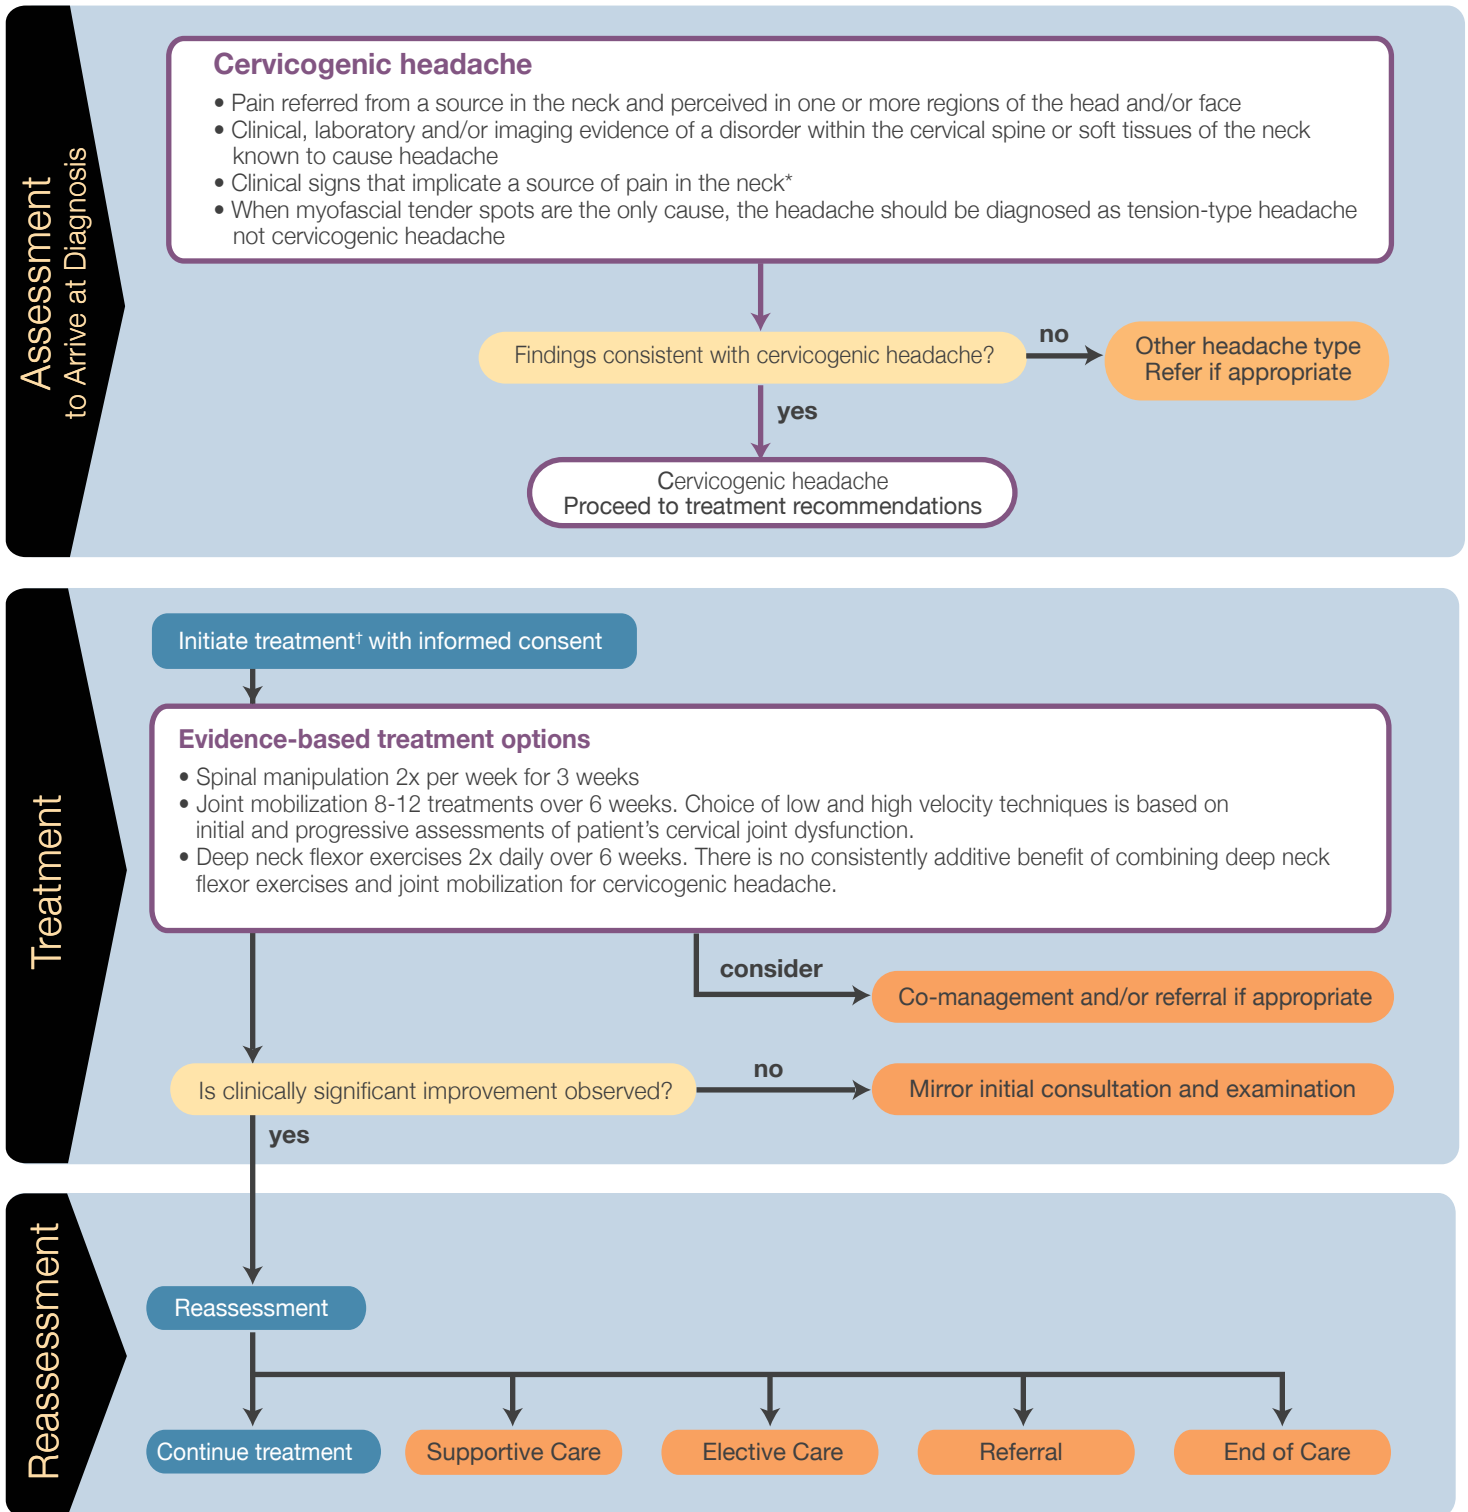 Assessment
to Arrive at Diagnosis
Cervicogenic headache
• Pain referred from a source in the neck and perceived in one or more regions of the head and/or face
• Clinical, laboratory and/or imaging evidence of a disorder within the cervical spine or soft tissues of the neck
known to cause headache
• Clinical signs that implicate a source of pain in the neck*
• When myofascial tender spots are the only cause, the headache should be diagnosed as tension-type headache
not cervicogenic headache
Findings consistent with cervicogenic headache?
no
Other headache type
Refer if appropriate
yes
Cervicogenic headache
Proceed to treatment recommendations
Treatment
Initiate treatment† with informed consent
Evidence-based treatment options
• Spinal manipulation 2x per week for 3 weeks
• Joint mobilization 8-12 treatments over 6 weeks. Choice of low and high velocity techniques is based on
initial and progressive assessments of patient’s cervical joint dysfunction.
• Deep neck flexor exercises 2x daily over 6 weeks. There is no consistently additive benefit of combining deep neck
flexor exercises and joint mobilization for cervicogenic headache.
consider
Co-management and/or referral if appropriate
Is clinically significant improvement observed?
no
Mirror initial consultation and examination
yes
Reassessment
Reassessment
Continue treatment
Supportive Care
Elective Care
Referral
End of Care